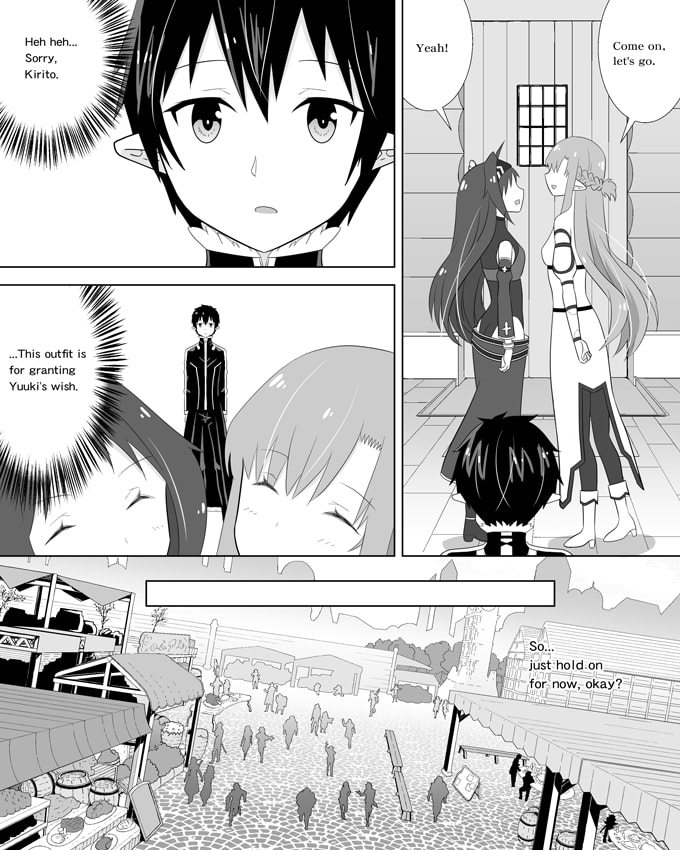 Come on,
let's go.
Yeah!
Heh heh...
Sorry,
Kirito.
...This outfit is
for granting
Yuuki's wish.
So...
just hold on
for now, okay?